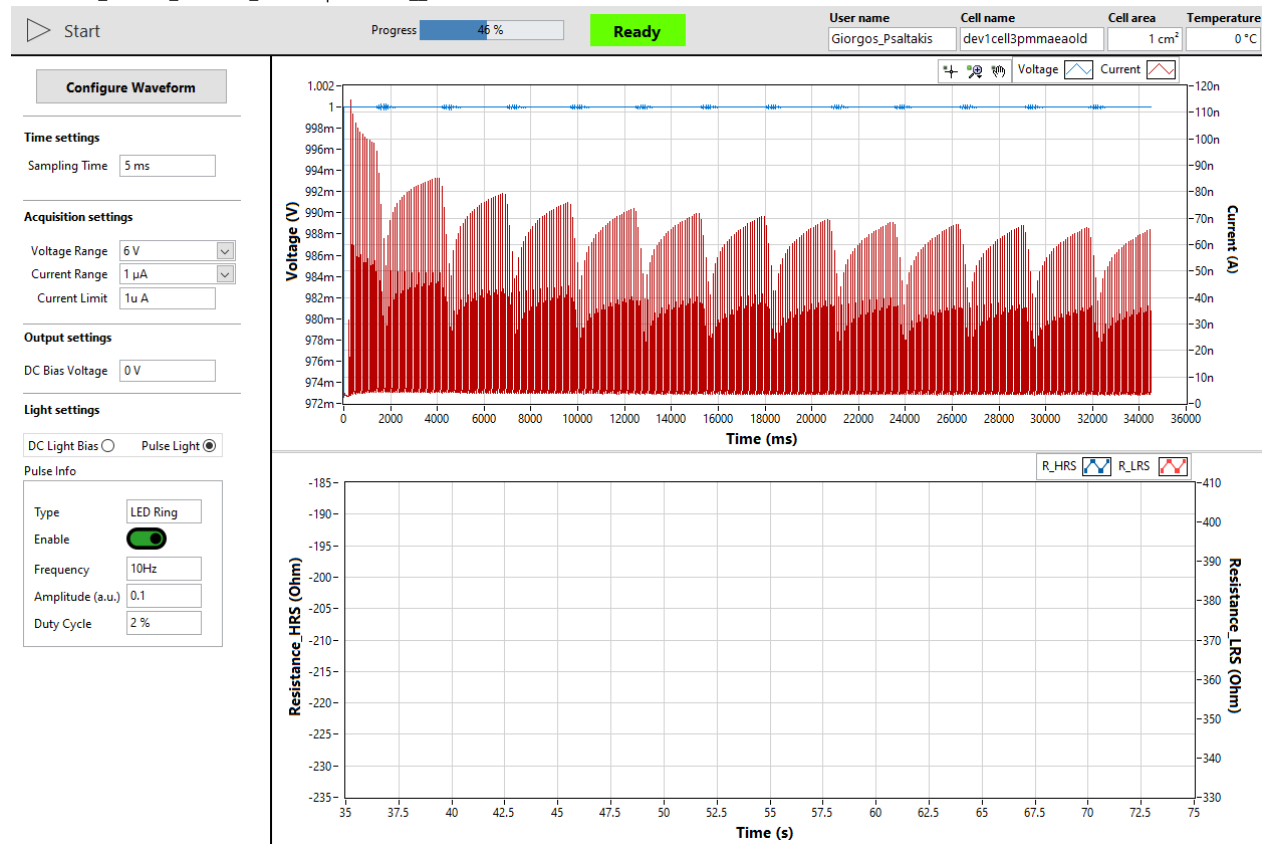 Start
Progress 46 %
Ready
User name Cell name Cell area Temperature
Giorgos_Psaltakis dev1cell3pmmaeaold 1 cm² 0 °C
Configure Waveform
Time settings
Sampling Time 5 ms
Acquisition settings
Voltage Range 6 V
Current Range 1 µA
Current Limit 1u A
Output settings
DC Bias Voltage 0 V
Light settings
DC Light Bias Pulse Light
Pulse Info
Type LED Ring
Enable
Frequency 10Hz
Amplitude (a.u.) 0.1
Duty Cycle 2 %
Voltage Current
1.002
1
998m
996m
994m
992m
990m
988m
986m
984m
982m
980m
978m
976m
974m
972m
Voltage (V)
120n
110n
100n
90n
80n
70n
60n
50n
40n
30n
20n
10n
0
Current (A)
0 2000 4000 6000 8000 10000 12000 14000 16000 18000 20000 22000 24000 26000 28000 30000 32000 34000 36000
Time (ms)
R_HRS R_LRS
-185
-190
-195
-200
-205
-210
-215
-220
-225
-230
-235
Resistance_HRS (Ohm)
410
400
390
380
370
360
350
340
330
Resistance_LRS (Ohm)
35 37.5 40 42.5 45 47.5 50 52.5 55 57.5 60 62.5 65 67.5 70 72.5 75
Time (s)